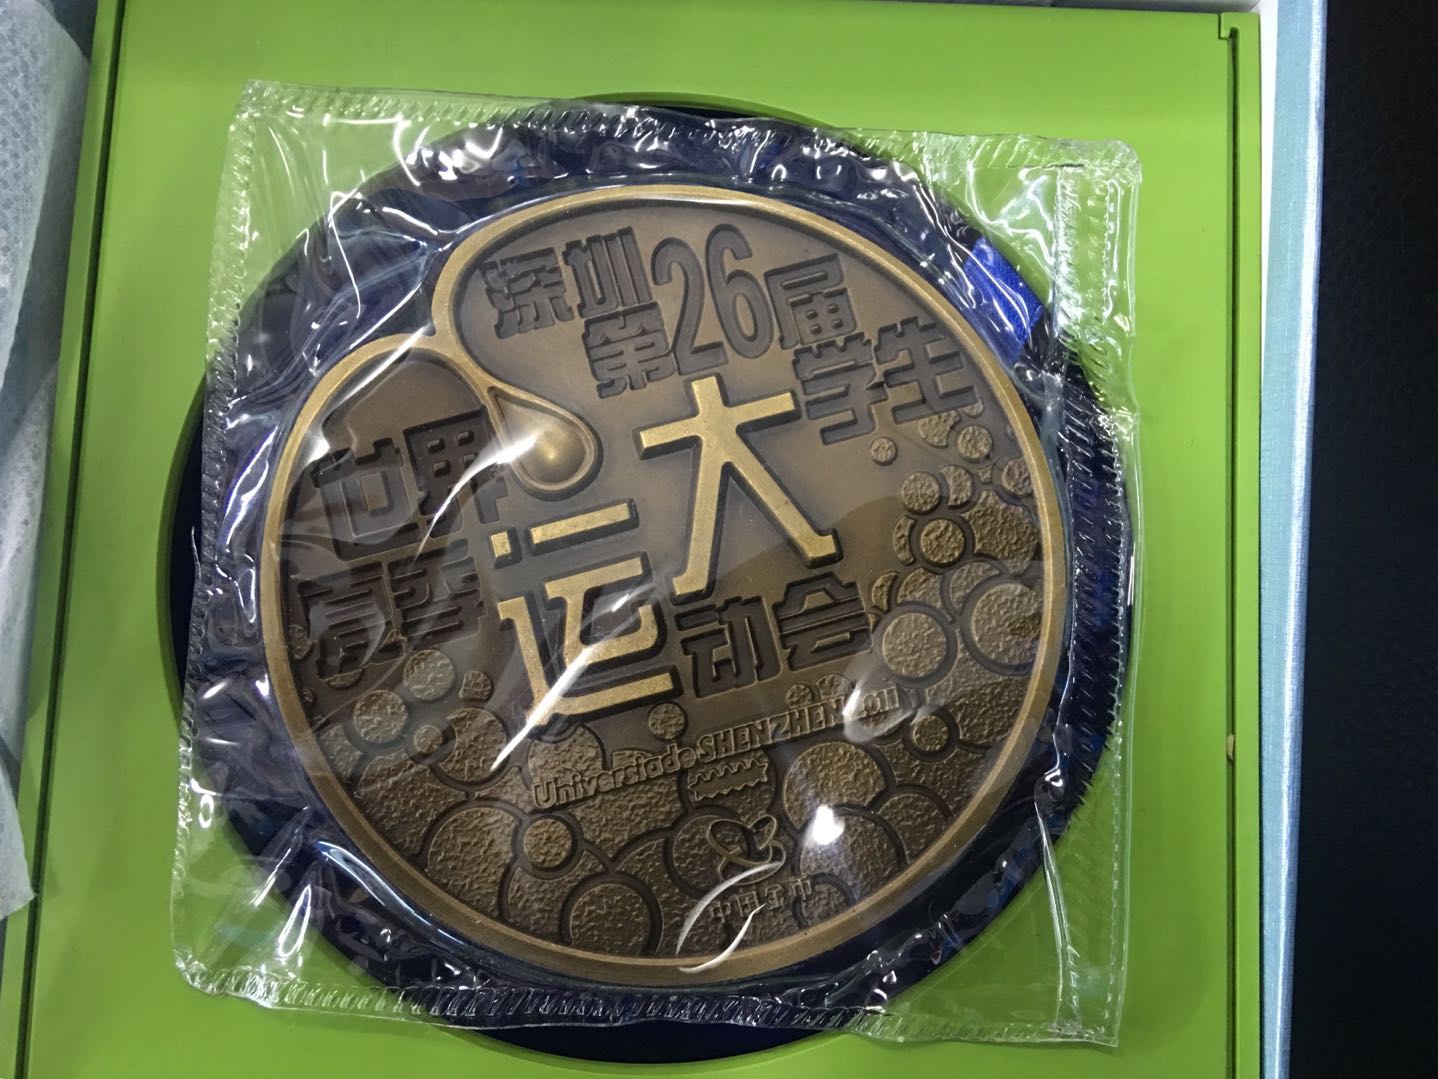 深圳
第26届
学生
大
世界
夏季
运
动会
Universiade SHENZHEN 2011
中国金币